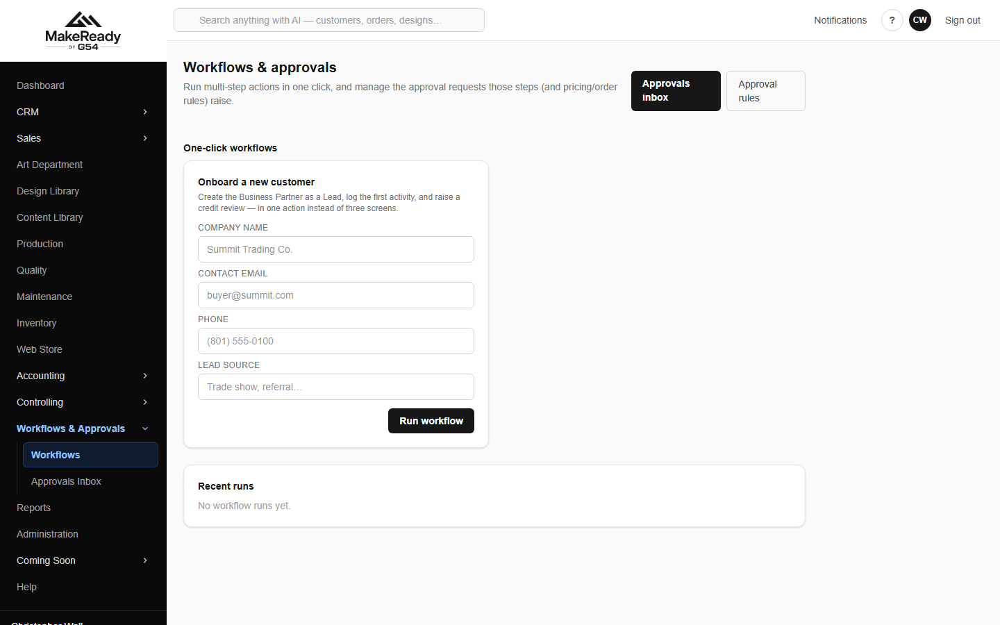 MakeReady
BY G54
Search anything with AI — customers, orders, designs…
Notifications
?
CW
Sign out
Dashboard
CRM
Sales
Art Department
Design Library
Content Library
Production
Quality
Maintenance
Inventory
Web Store
Accounting
Controlling
Workflows & Approvals
Workflows
Approvals Inbox
Reports
Administration
Coming Soon
Help
Workflows & approvals
Run multi-step actions in one click, and manage the approval requests those steps (and pricing/order
rules) raise.
Approvals
inbox
Approval
rules
One-click workflows
Onboard a new customer
Create the Business Partner as a Lead, log the first activity, and raise a
credit review — in one action instead of three screens.
COMPANY NAME
Summit Trading Co.
CONTACT EMAIL
buyer@summit.com
PHONE
(801) 555-0100
LEAD SOURCE
Trade show, referral…
Run workflow
Recent runs
No workflow runs yet.